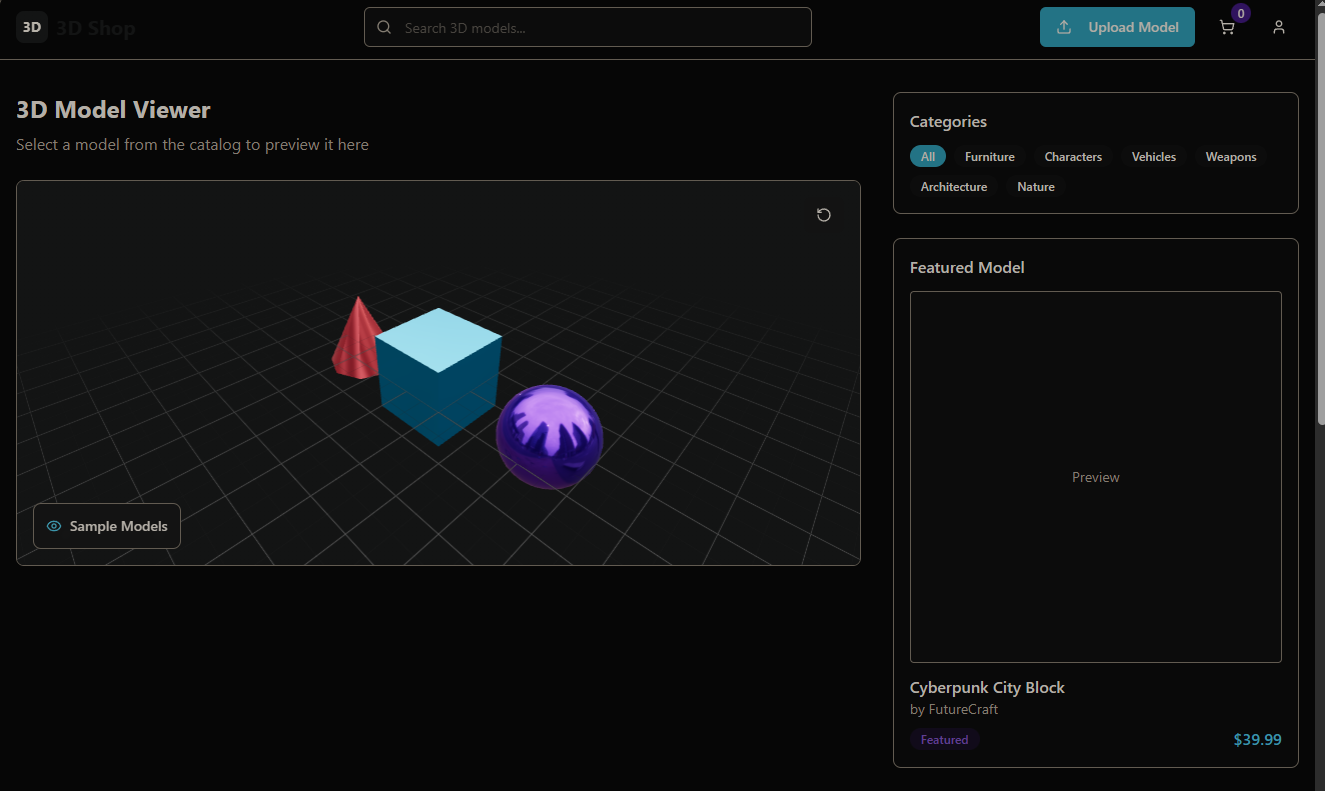 3D 3D Shop
Search 3D models...
Upload Model
0
3D Model Viewer
Select a model from the catalog to preview it here
Sample Models
Categories
All Furniture Characters Vehicles Weapons
Architecture Nature
Featured Model
Preview
Cyberpunk City Block
by FutureCraft
Featured $39.99